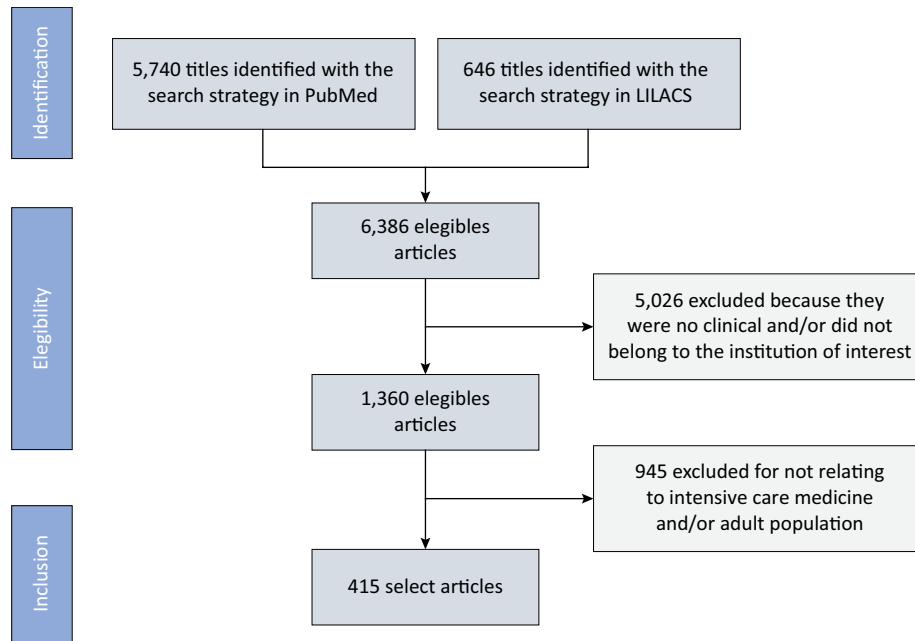 Identification
5,740 titles identified with the
search strategy in PubMed
646 titles identified with the
search strategy in LILACS
Elegibility
6,386 elegibles
articles
5,026 excluded because they
were no clinical and/or did not
belong to the institution of interest
1,360 elegibles
articles
945 excluded for not relating
to intensive care medicine
and/or adult population
Inclusion
415 select articles